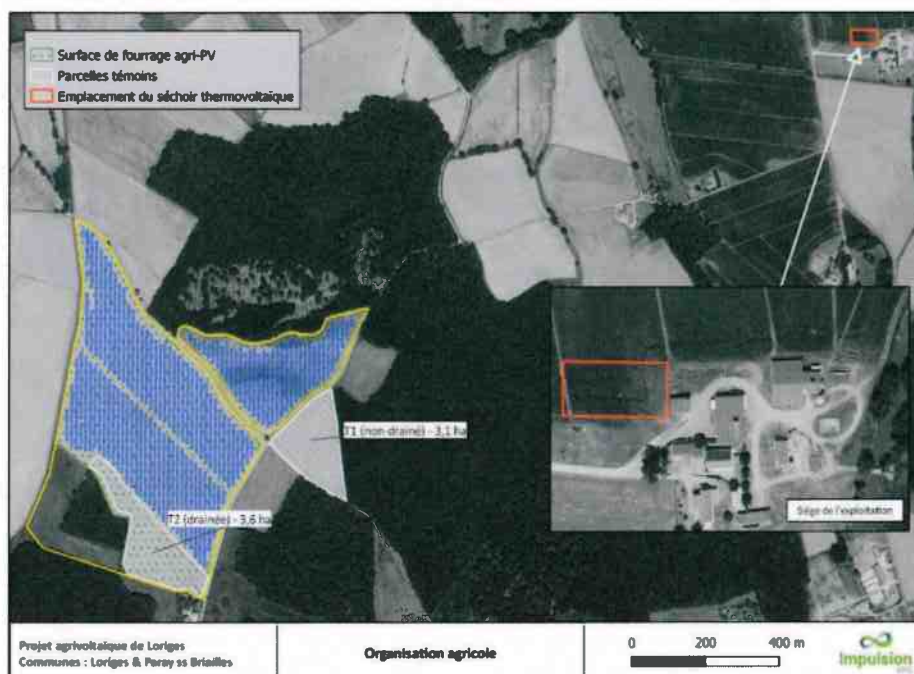 Surface de fourrage agri-PV
Parcelles témoins
Emplacement du séchoir thermovoltaïque
T1 (non-drainé) - 3,1 ha
T2 (drainée) - 3,6 ha
Siège de l'exploitation
Projet agrivoltaïque de Loriges
Communes : Loriges & Paray ss Briailles
Organisation agricole
0 200 400 m
Impulsion